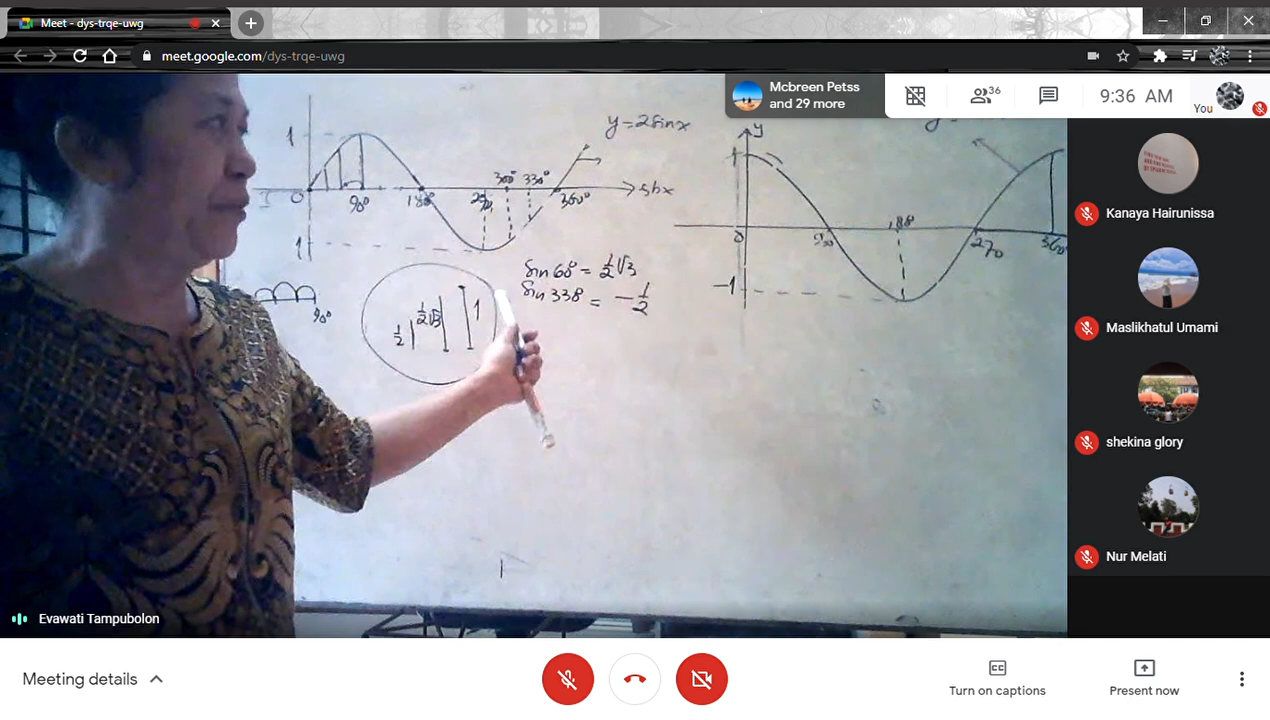 Meet - dys-trqe-uwg
meet.google.com/dys-trqe-uwg
Mcbreen Petss
and 29 more
36
9:36 AM
You
Kanaya Hairunissa
Maslikhatul Umami
shekina glory
Nur Melati
1
y=2sinx
300° 330°
0 90° 180° 270 360° sbx
1
sin 60° = ½√3
sin 330 = -½
90°
½ ½√3 1
y
1
0 90 180 270 360°
-1
Evawati Tampubolon
Meeting details
Turn on captions
Present now